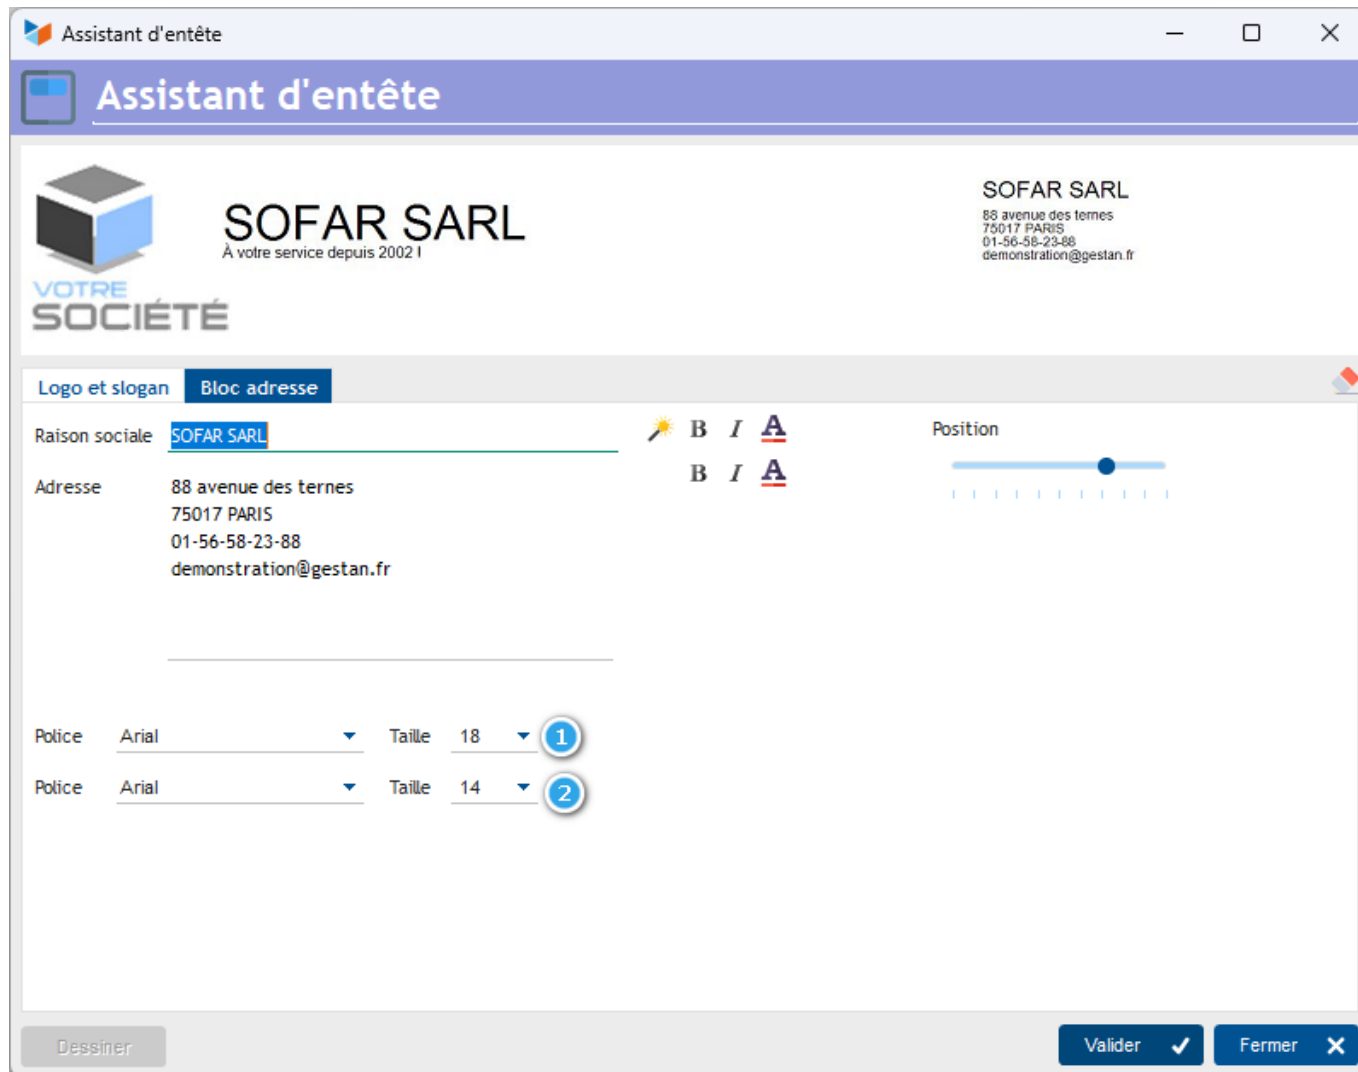 Assistant d'entête
Assistant d'entête
SOFAR SARL
À votre service depuis 2002 !
VOTRE
SOCIÉTÉ
SOFAR SARL
88 avenue des ternes
75017 PARIS
01-56-58-23-88
demonstration@gestan.fr
Logo et slogan Bloc adresse
Raison sociale SOFAR SARL B I A Position
B I A
Adresse 88 avenue des ternes
75017 PARIS
01-56-58-23-88
demonstration@gestan.fr
Police Arial Taille 18 1
Police Arial Taille 14 2
Dessiner Valider Fermer